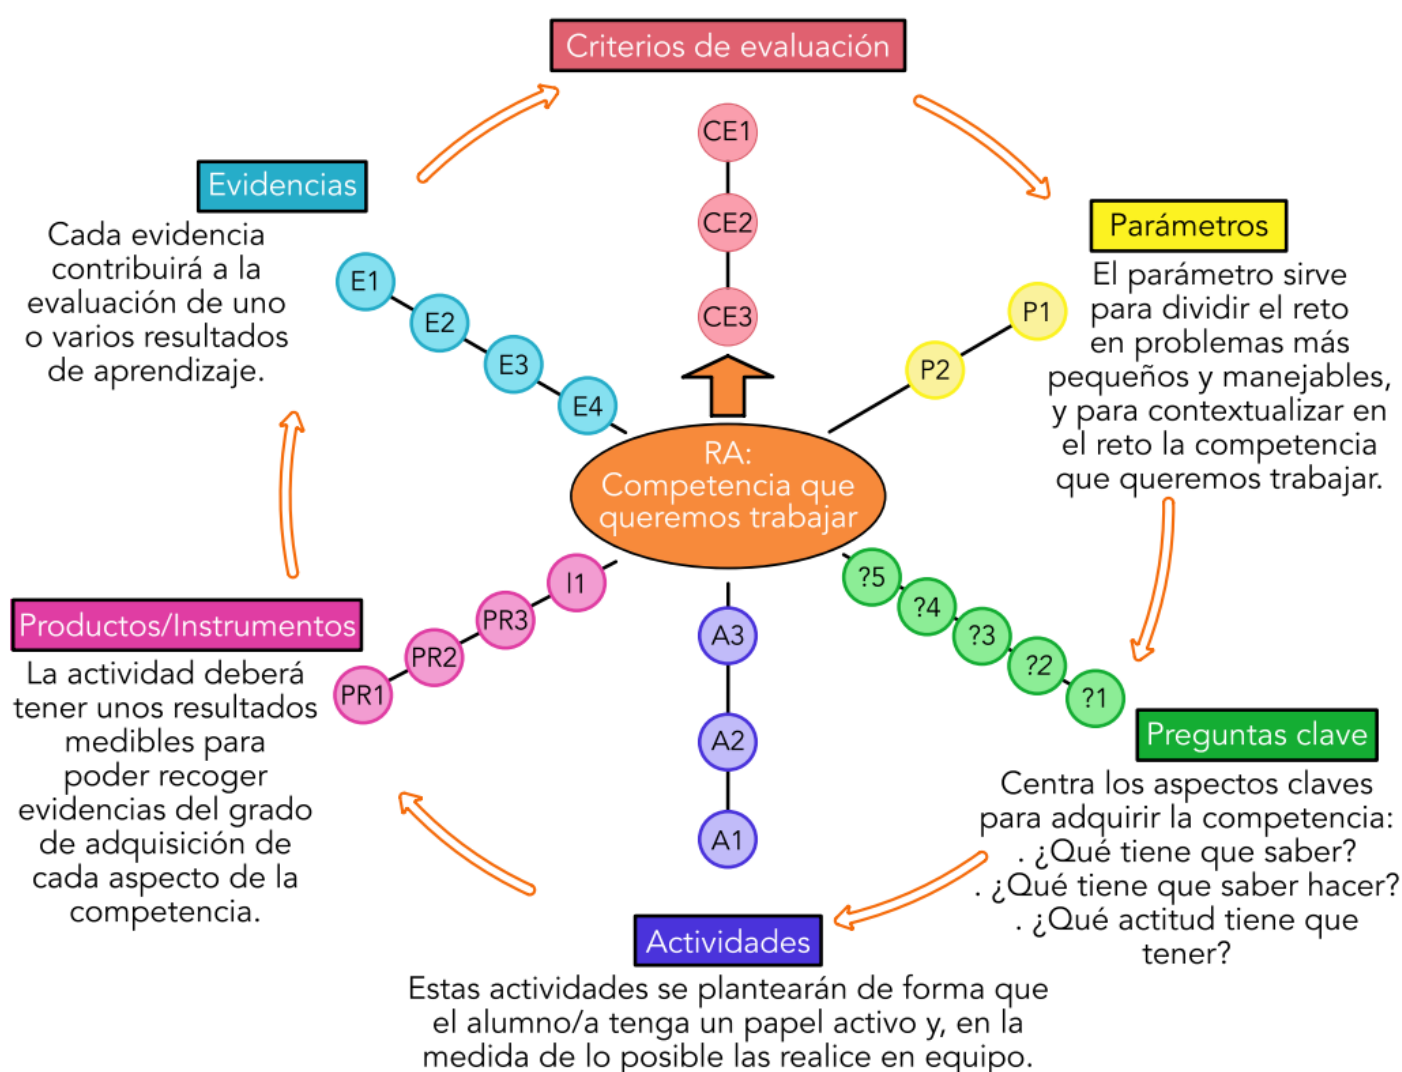 Criterios de evaluación
CE1
CE2
CE3
Parámetros
El parámetro sirve
para dividir el reto
en problemas más
pequeños y manejables,
y para contextualizar en
el reto la competencia
que queremos trabajar.
P1
P2
Preguntas clave
Centra los aspectos claves
para adquirir la competencia:
. ¿Qué tiene que saber?
. ¿Qué tiene que saber hacer?
. ¿Qué actitud tiene que
tener?
?5
?4
?3
?2
?1
Actividades
Estas actividades se plantearán de forma que
el alumno/a tenga un papel activo y, en la
medida de lo posible las realice en equipo.
A3
A2
A1
Productos/Instrumentos
La actividad deberá
tener unos resultados
medibles para
poder recoger
evidencias del grado
de adquisición de
cada aspecto de la
competencia.
I1
PR3
PR2
PR1
Evidencias
Cada evidencia
contribuirá a la
evaluación de uno
o varios resultados
de aprendizaje.
E1
E2
E3
E4
RA:
Competencia que
queremos trabajar